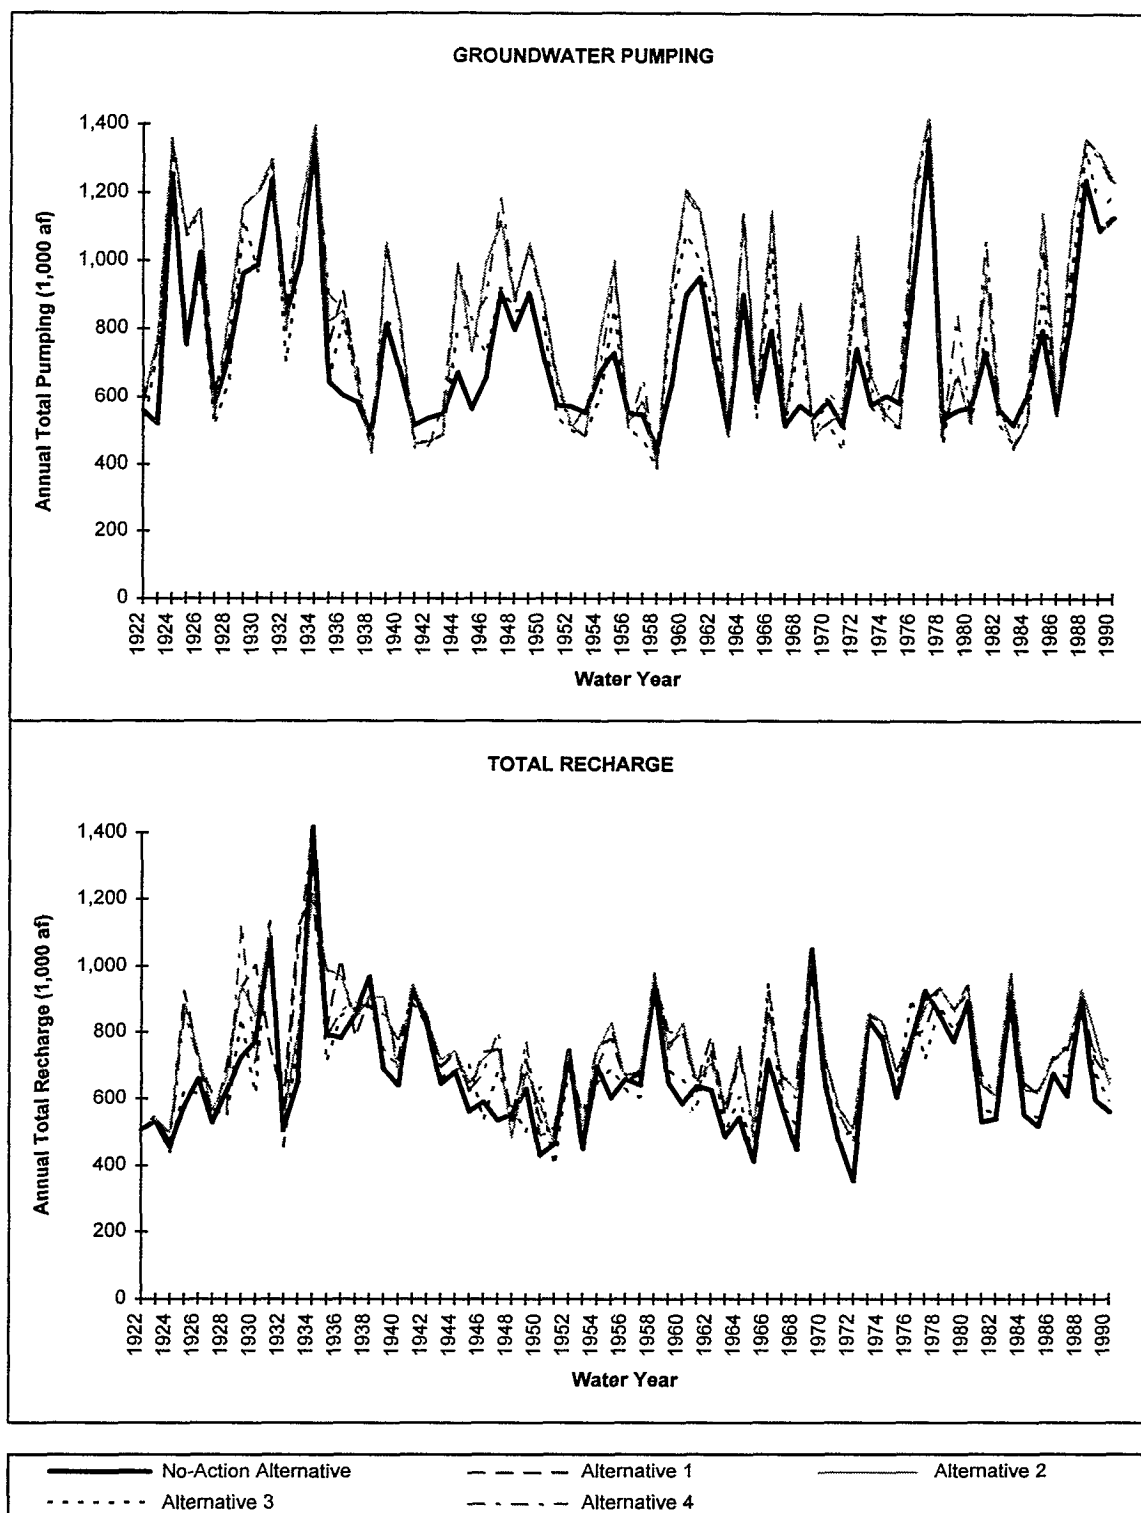 GROUNDWATER PUMPING
Annual Total Pumping (1,000 af)
1,400
1,200
1,000
800
600
400
200
0
1922 1924 1926 1928 1930 1932 1934 1936 1938 1940 1942 1944 1946 1948 1950 1952 1954 1956 1958 1960 1962 1964 1966 1968 1970 1972 1974 1976 1978 1980 1982 1984 1986 1988 1990
Water Year
TOTAL RECHARGE
Annual Total Recharge (1,000 af)
1,400
1,200
1,000
800
600
400
200
0
1922 1924 1926 1928 1930 1932 1934 1936 1938 1940 1942 1944 1946 1948 1950 1952 1954 1956 1958 1960 1962 1964 1966 1968 1970 1972 1974 1976 1978 1980 1982 1984 1986 1988 1990
Water Year
No-Action Alternative Alternative 1 Alternative 2
Alternative 3 Alternative 4